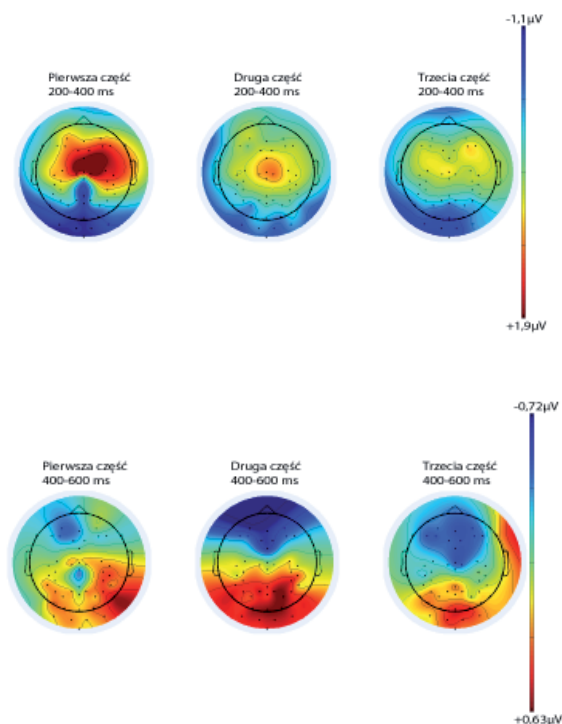 -1,1µV
Pierwsza część
200-400 ms
Druga część
200-400 ms
Trzecia część
200-400 ms
+1,9µV
-0,72µV
Pierwsza część
400-600 ms
Druga część
400-600 ms
Trzecia część
400-600 ms
+0,63µV